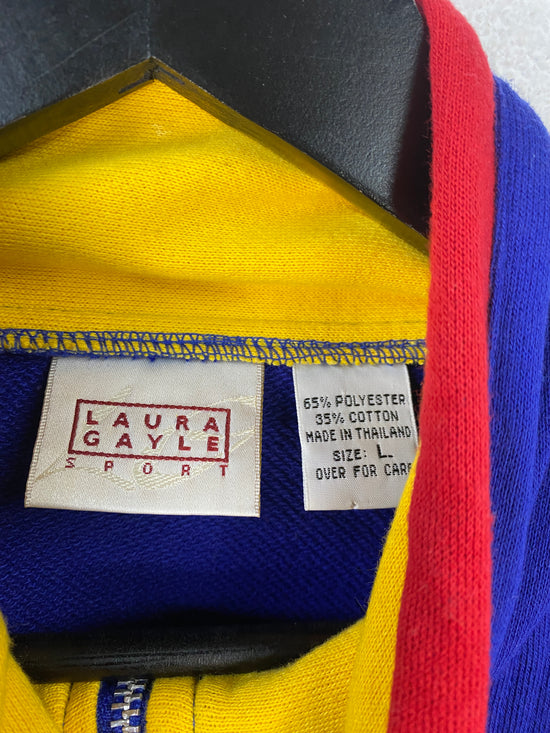 LAURA
GAYLE
SPORT
65% POLYESTER
35% COTTON
MADE IN THAILAND
SIZE: L.
OVER FOR CARE